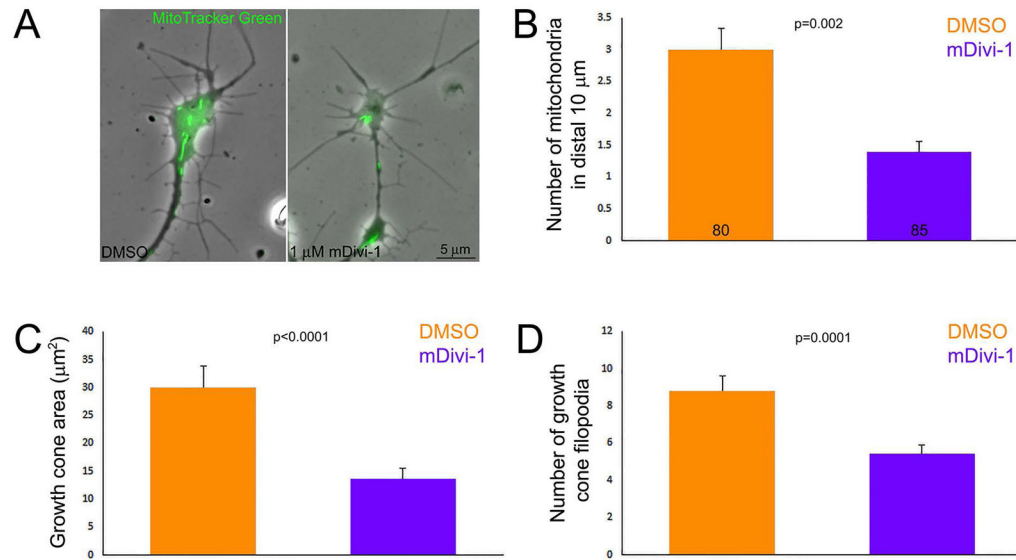 A
MitoTracker Green
DMSO
1 µM mDivi-1
5 µm
B
Number of mitochondria
in distal 10 µm
3.5
3
2.5
2
1.5
1
0.5
0
p=0.002
DMSO
mDivi-1
80
85
C
Growth cone area (µm²)
40
35
30
25
20
15
10
5
0
p<0.0001
DMSO
mDivi-1
D
Number of growth
cone filopodia
12
10
8
6
4
2
0
p=0.0001
DMSO
mDivi-1